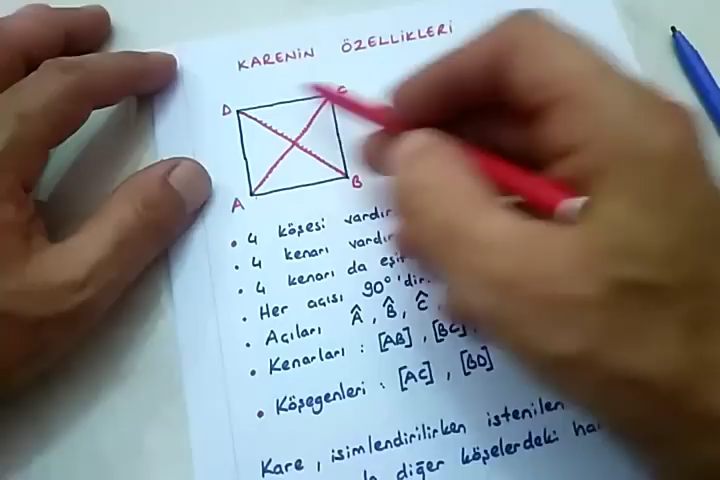 KARENİN ÖZELLİKLERİ
D C
A B
• 4 köşesi vardır
• 4 kenarı vardır
• 4 kenarı da eşit
• Her açısı 90°'dir.
• Açıları Â, B̂, Ĉ,
• Kenarları : [AB], [BC],
• Köşegenleri : [AC], [BD]
Kare, isimlendirilirken istenilen
diğer köşelerdeki